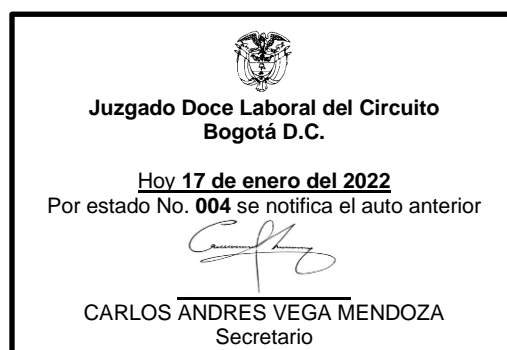 Juzgado Doce Laboral del Circuito
Bogotá D.C.
Hoy 17 de enero del 2022
Por estado No. 004 se notifica el auto anterior
CARLOS ANDRES VEGA MENDOZA
Secretario